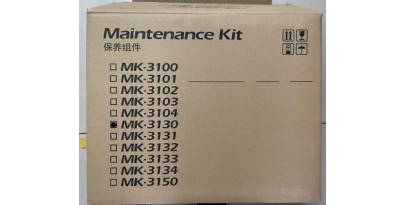 Maintenance Kit
保养组件
□ MK-3100
□ MK-3101
□ MK-3102
□ MK-3103
□ MK-3104
■ MK-3130
□ MK-3131
□ MK-3132
□ MK-3133
□ MK-3134
□ MK-3150